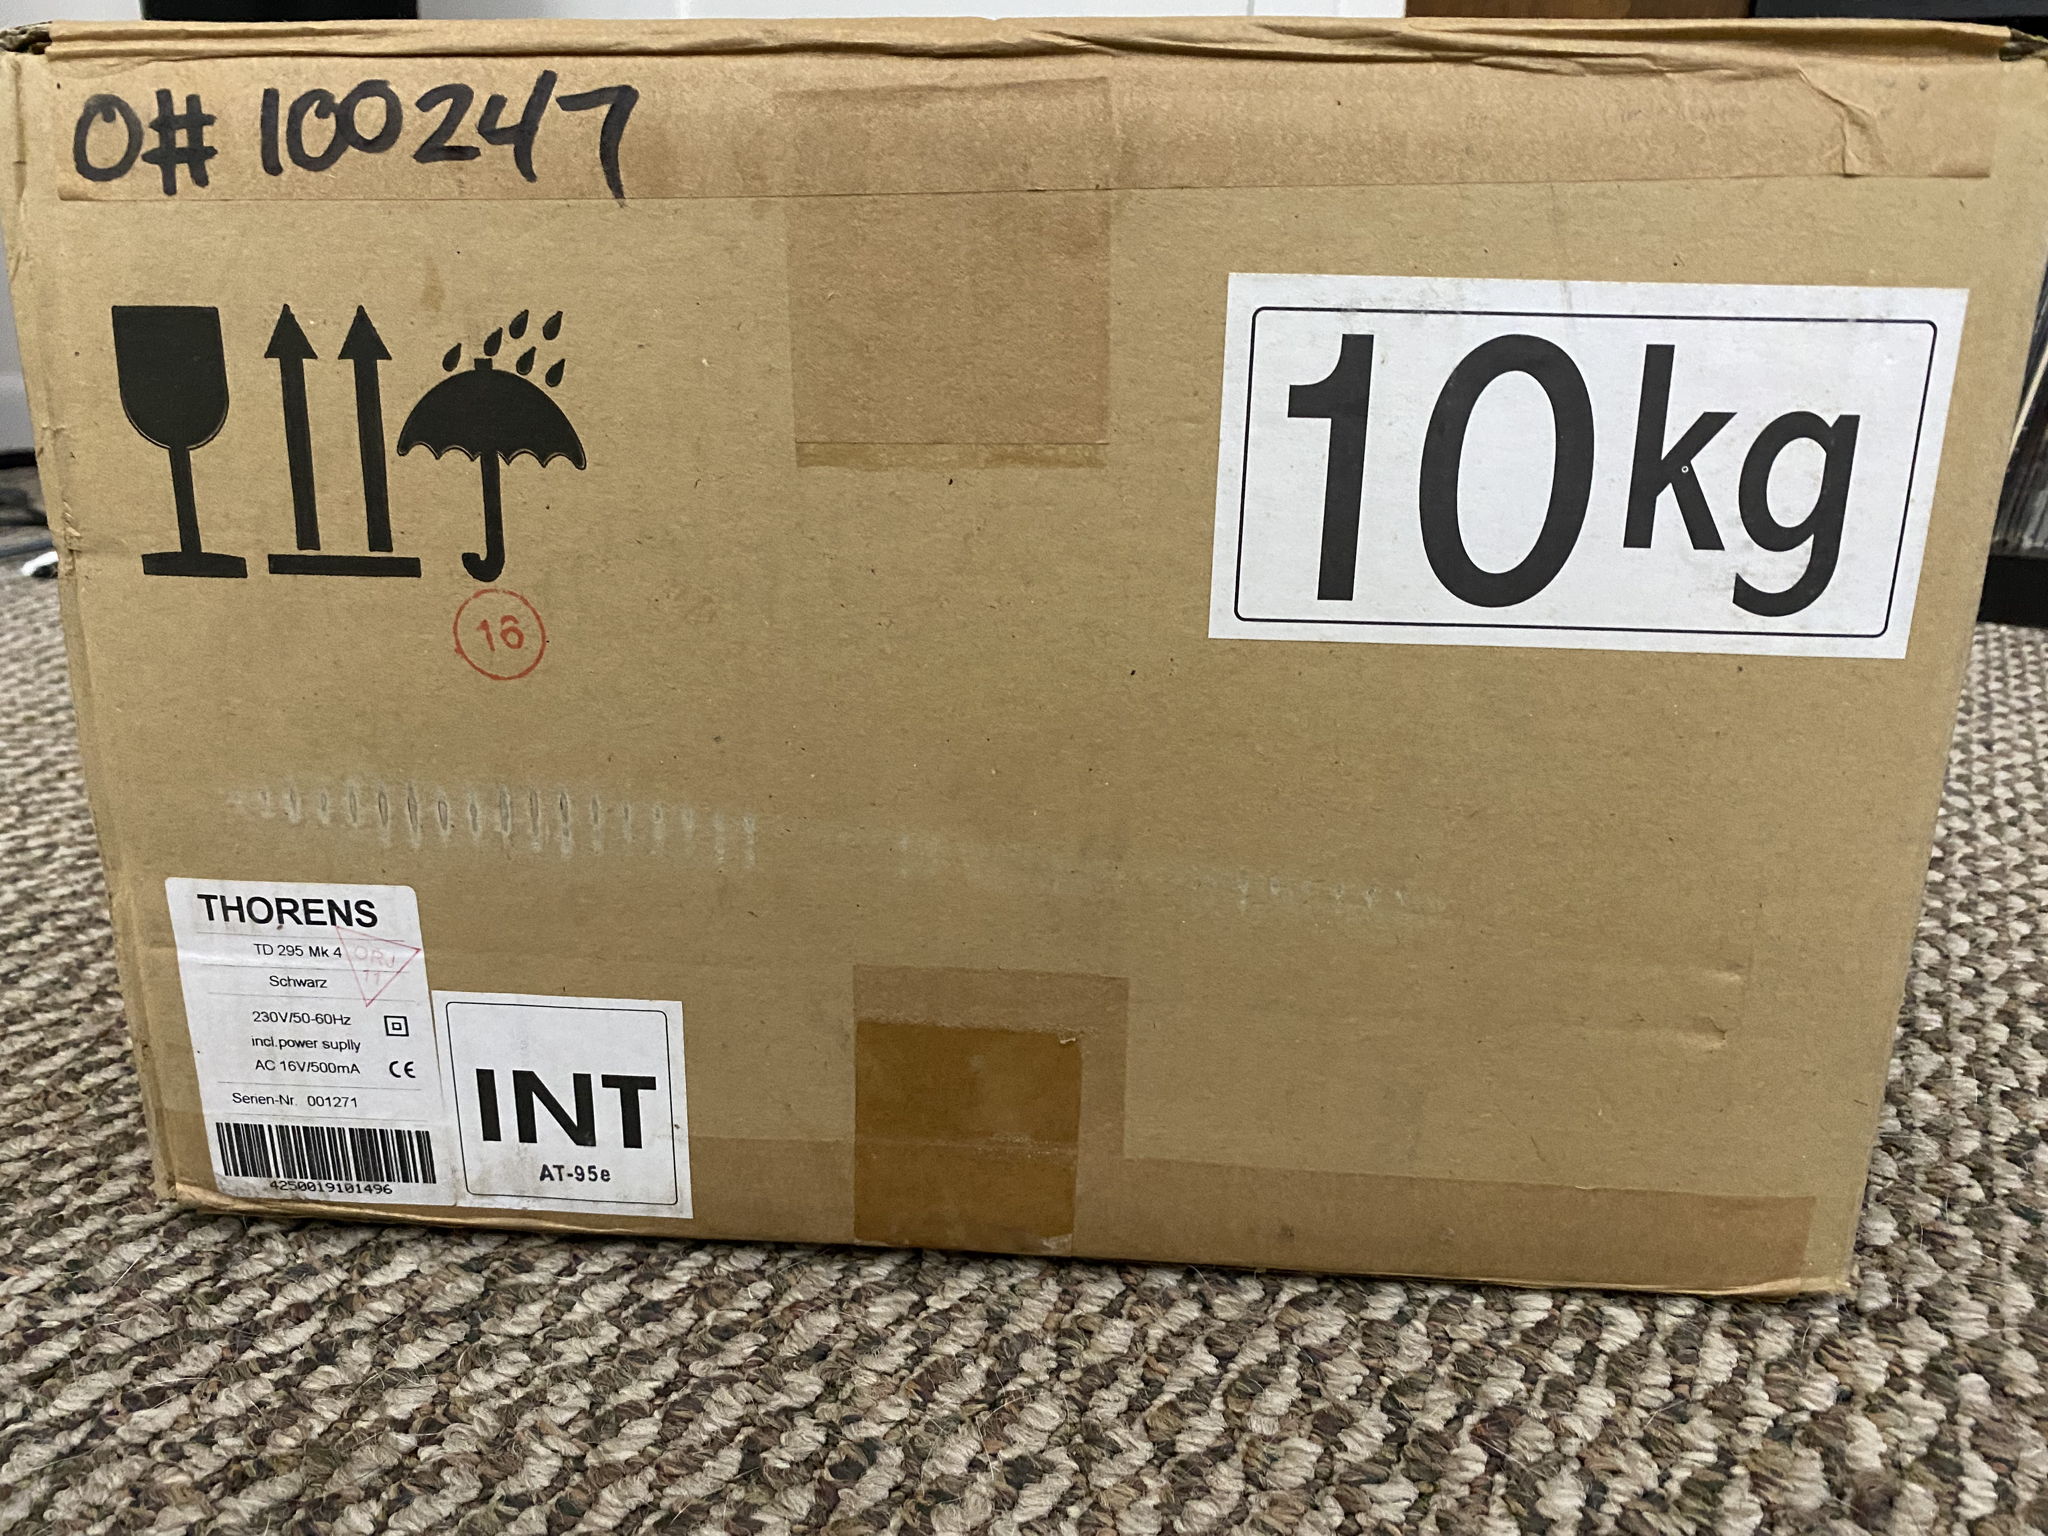 O# 100247
10kg
16
THORENS
TD 295 Mk 4
ORJ
11
Schwarz
230V/50-60Hz
incl.power suplly
AC 16V/500mA
CE
Serien-Nr. 001271
4250019101496
INT
AT-95e